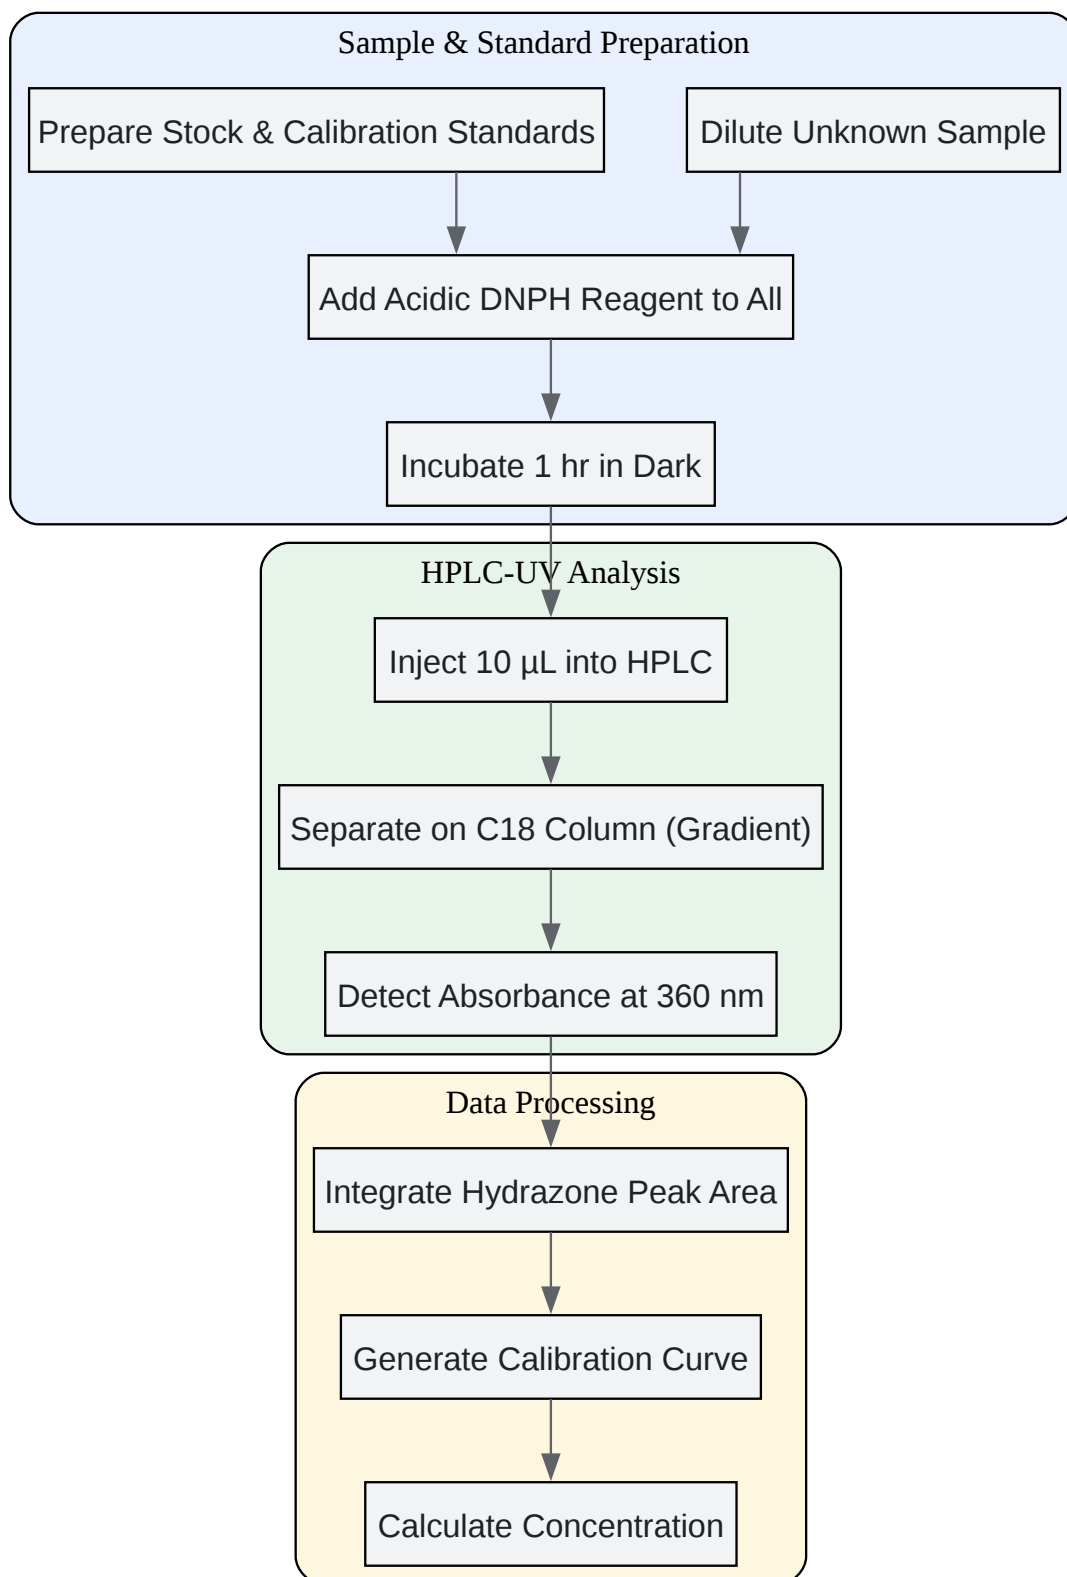 Sample & Standard Preparation
Prepare Stock & Calibration Standards
Dilute Unknown Sample
Add Acidic DNPH Reagent to All
Incubate 1 hr in Dark
HPLC-UV Analysis
Inject 10 µL into HPLC
Separate on C18 Column (Gradient)
Detect Absorbance at 360 nm
Data Processing
Integrate Hydrazone Peak Area
Generate Calibration Curve
Calculate Concentration